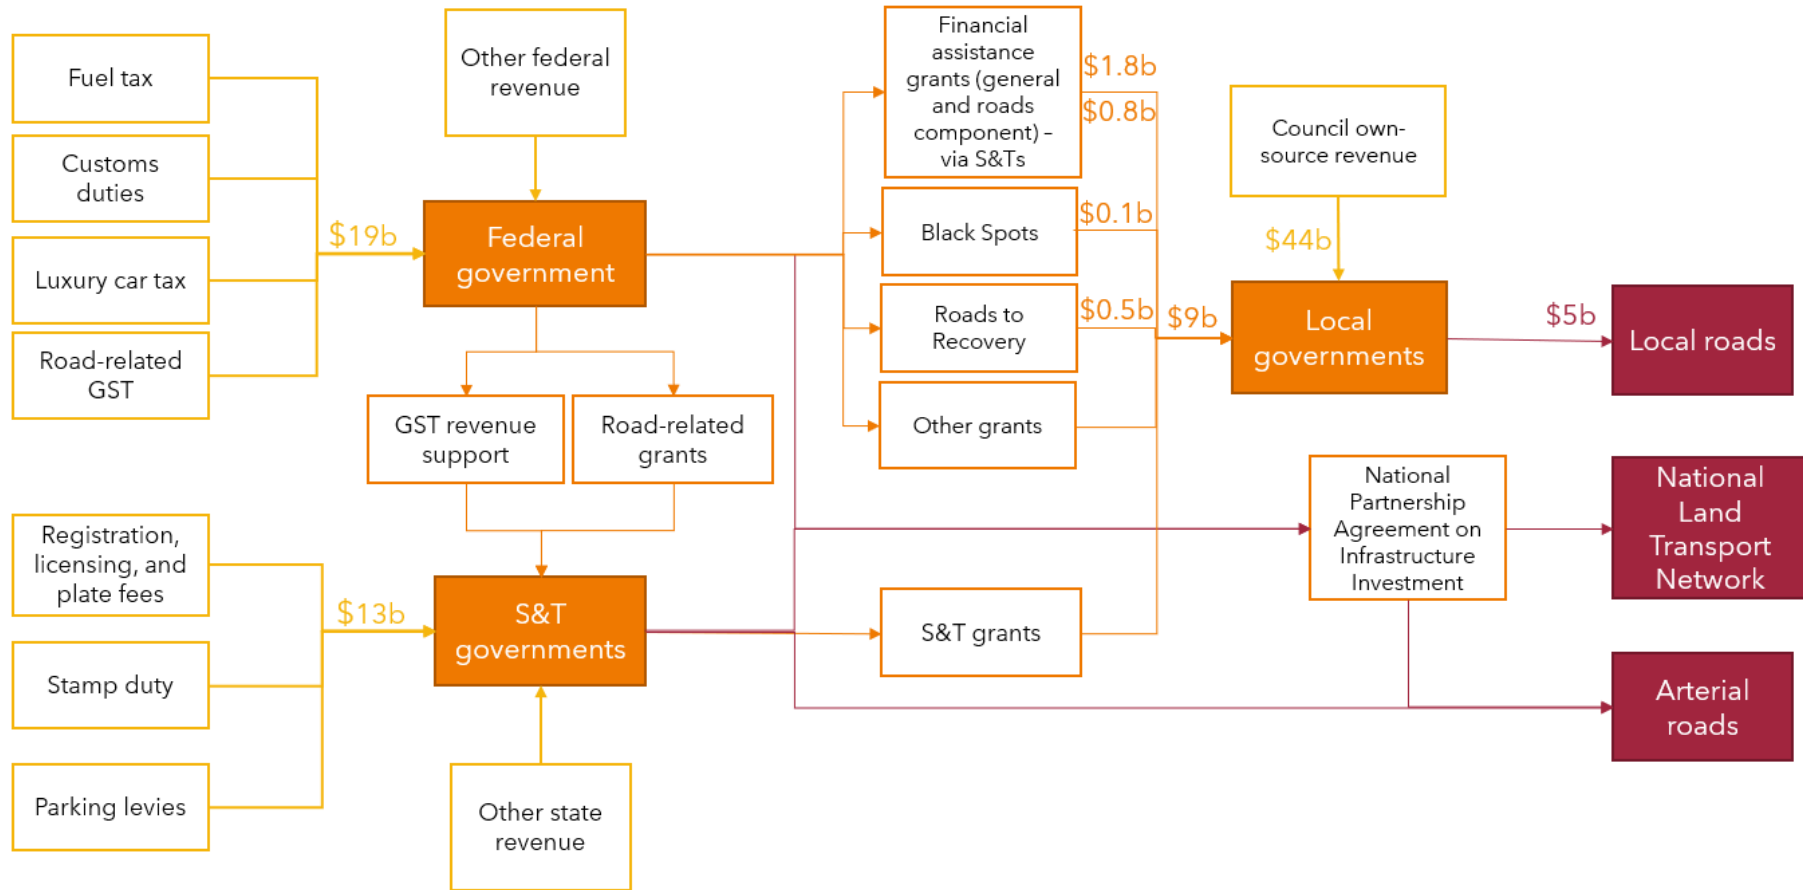 Fuel tax
Customs
duties
Luxury car tax
Road-related
GST
$19b
Other federal
revenue
Federal
government
GST revenue
support
Road-related
grants
Registration,
licensing, and
plate fees
Stamp duty
Parking levies
$13b
S&T
governments
Other state
revenue
Financial
assistance
grants (general
and roads
component) –
via S&Ts
$1.8b
$0.8b
Black Spots
$0.1b
Roads to
Recovery
$0.5b
Other grants
S&T grants
$9b
Council own-
source revenue
$44b
Local
governments
$5b
Local roads
National
Partnership
Agreement on
Infrastructure
Investment
National
Land
Transport
Network
Arterial
roads